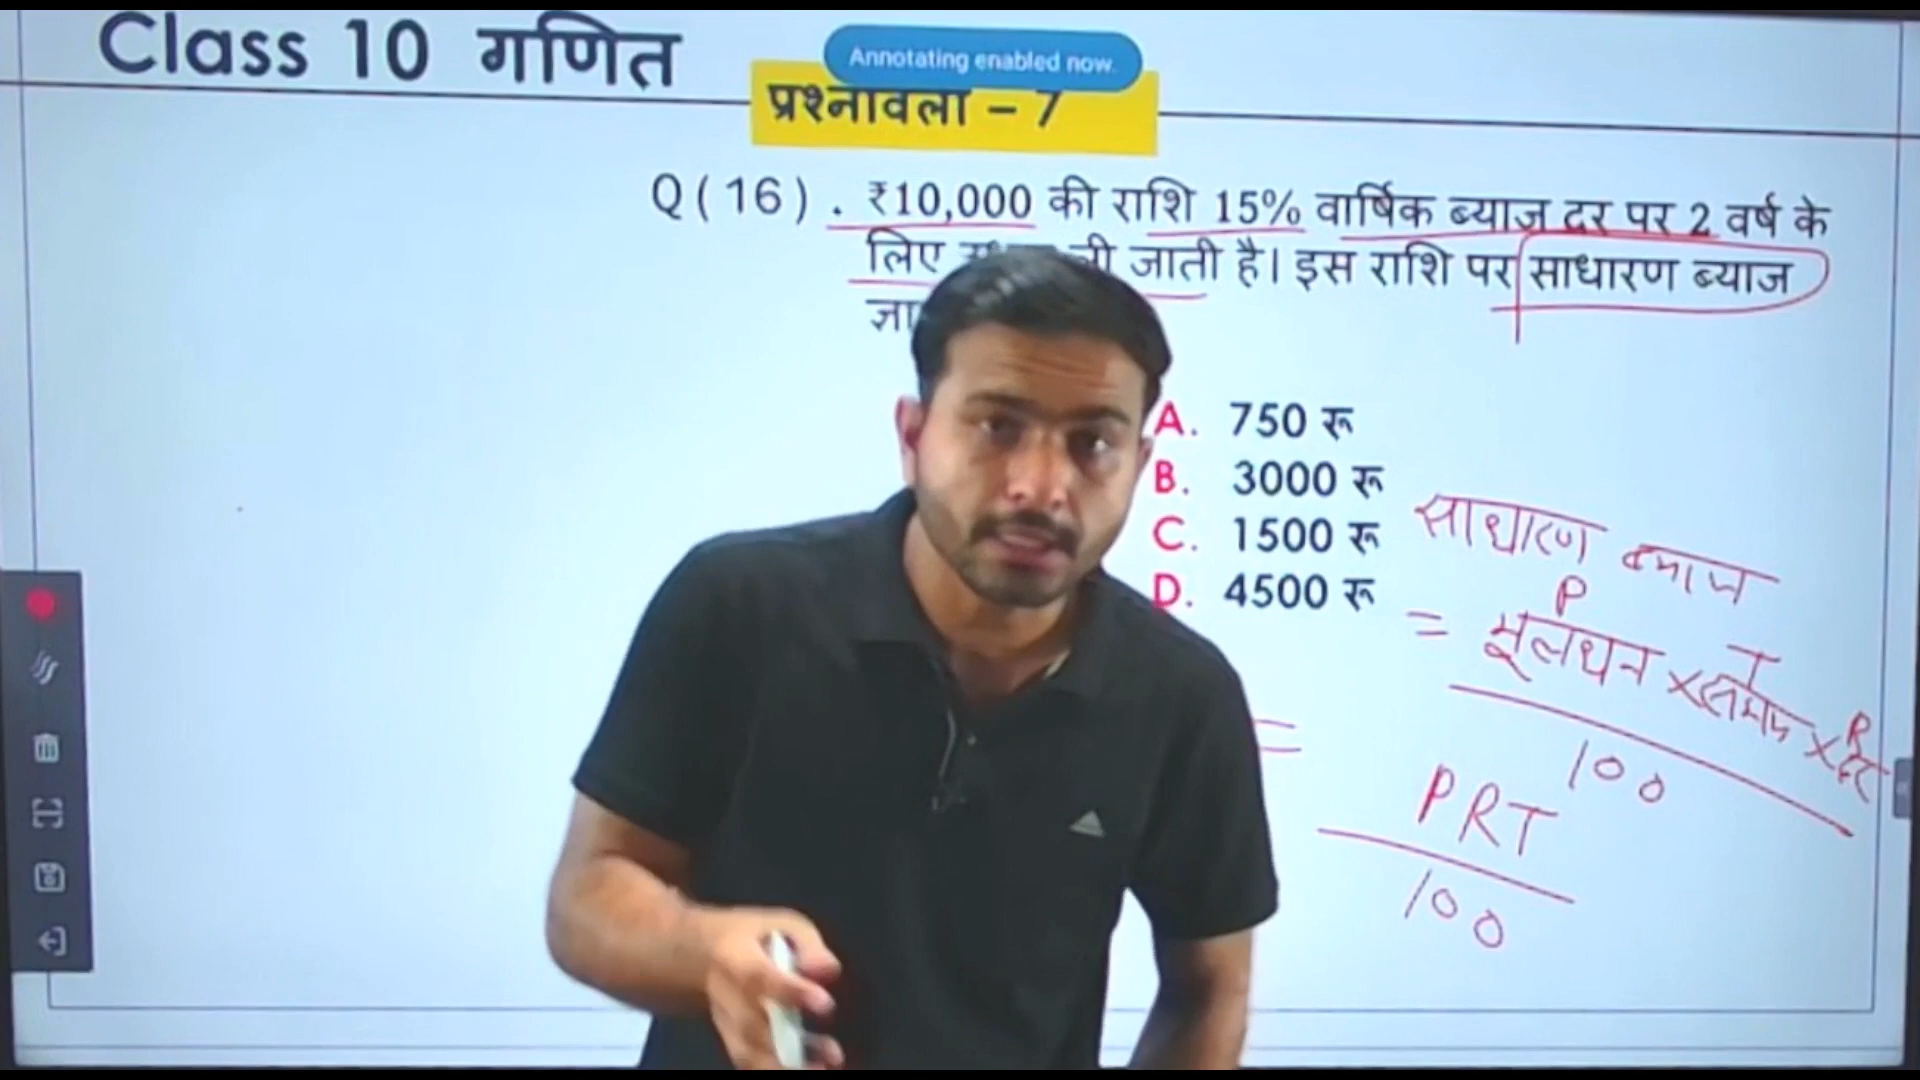 Class 10 गणित
Annotating enabled now.
प्रश्नावली – 7
Q(16). ₹10,000 की राशि 15% वार्षिक ब्याज दर पर 2 वर्ष के
लिए जाती है। इस राशि पर साधारण ब्याज
A. 750 रू
B. 3000 रू
C. 1500 रू
D. 4500 रू
साधारण ब्याज
P T R
= मूलधन × समय × दर
100
= PRT
100